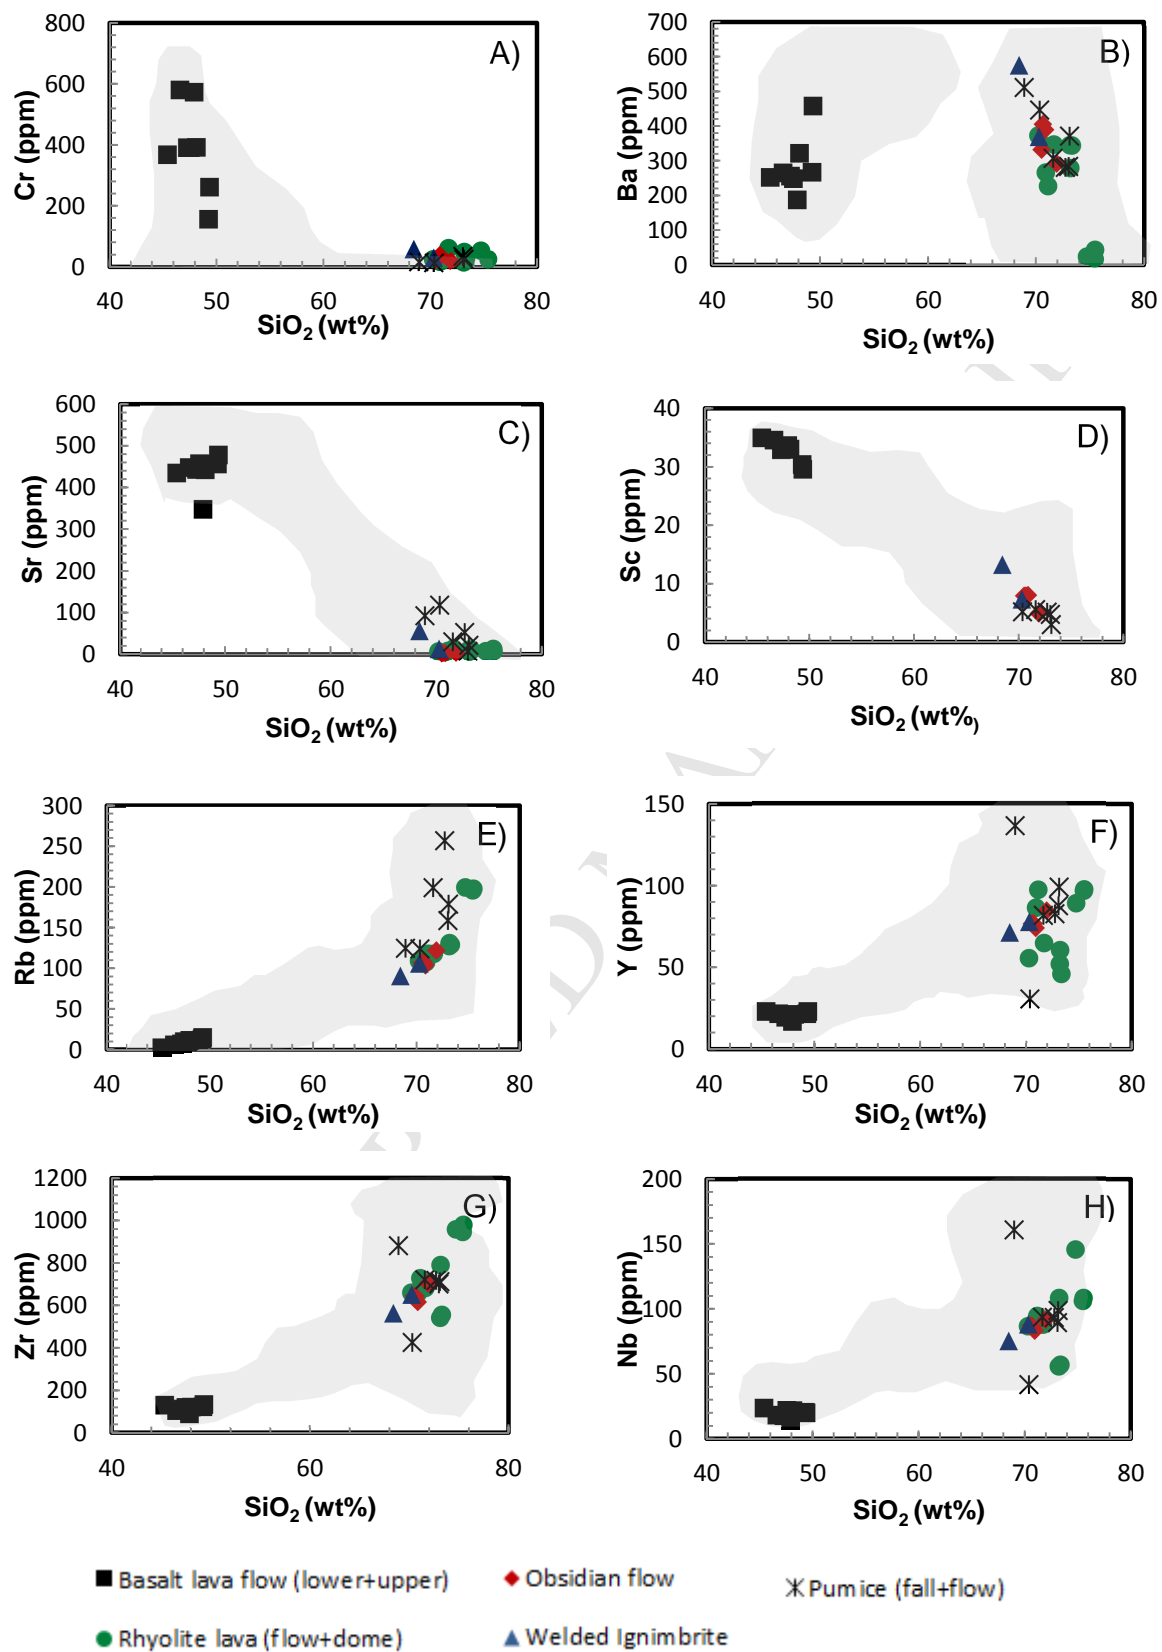 A)
Cr (ppm)
800
600
400
200
0
40 50 60 70 80
SiO2 (wt%)
B)
Ba (ppm)
700
600
500
400
300
200
100
0
40 50 60 70 80
SiO2 (wt%)
C)
Sr (ppm)
600
500
400
300
200
100
0
40 50 60 70 80
SiO2 (wt%)
D)
Sc (ppm)
40
30
20
10
0
40 50 60 70 80
SiO2 (wt%)
E)
Rb (ppm)
300
250
200
150
100
50
0
40 50 60 70 80
SiO2 (wt%)
F)
Y (ppm)
150
100
50
0
40 50 60 70 80
SiO2 (wt%)
G)
Zr (ppm)
1200
1000
800
600
400
200
0
40 50 60 70 80
SiO2 (wt%)
H)
Nb (ppm)
200
150
100
50
0
40 50 60 70 80
SiO2 (wt%)
Basalt lava flow (lower+upper)
Obsidian flow
Pumice (fall+flow)
Rhyolite lava (flow+dome)
Welded Ignimbrite